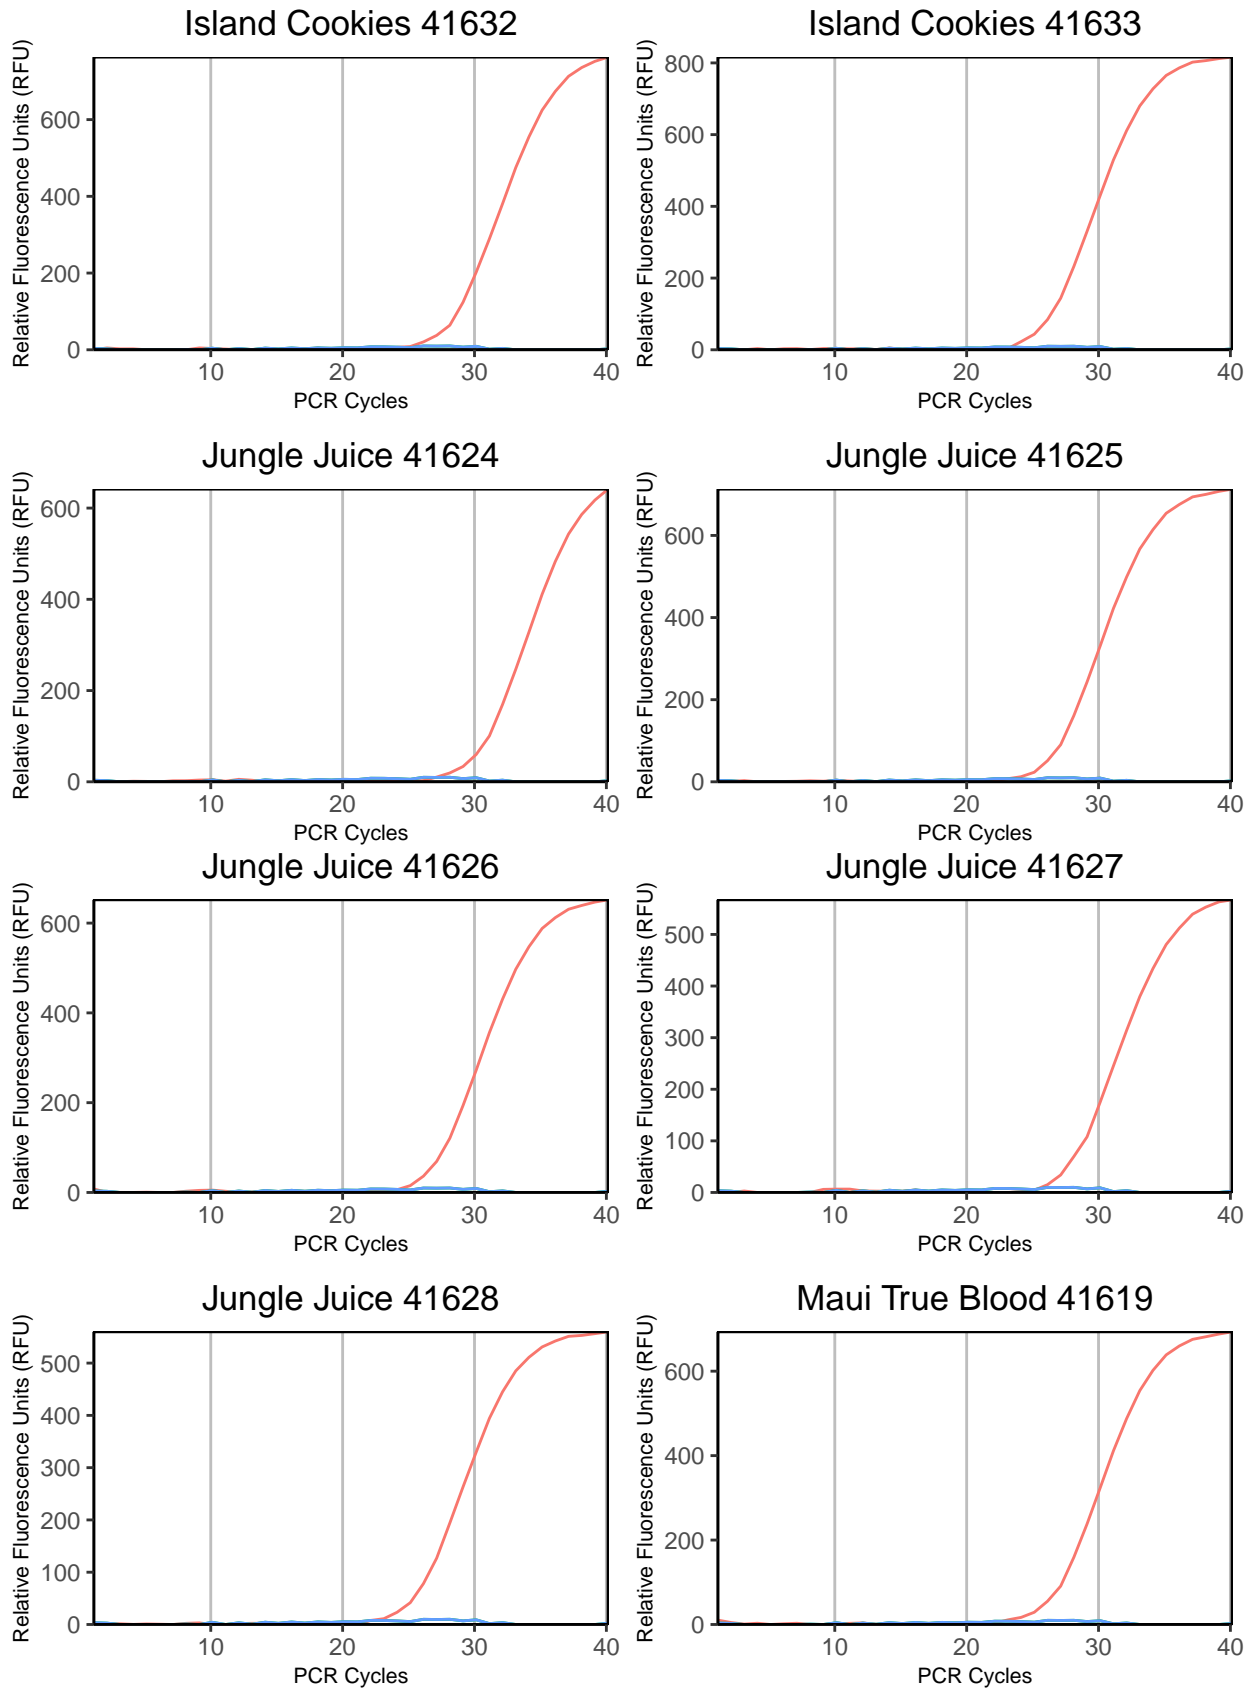 Island Cookies 41632
Relative Fluorescence Units (RFU)
600
400
200
0
10 20 30 40
PCR Cycles
Island Cookies 41633
Relative Fluorescence Units (RFU)
800
600
400
200
0
10 20 30 40
PCR Cycles
Jungle Juice 41624
Relative Fluorescence Units (RFU)
600
400
200
0
10 20 30 40
PCR Cycles
Jungle Juice 41625
Relative Fluorescence Units (RFU)
600
400
200
0
10 20 30 40
PCR Cycles
Jungle Juice 41626
Relative Fluorescence Units (RFU)
600
400
200
0
10 20 30 40
PCR Cycles
Jungle Juice 41627
Relative Fluorescence Units (RFU)
500
400
300
200
100
0
10 20 30 40
PCR Cycles
Jungle Juice 41628
Relative Fluorescence Units (RFU)
500
400
300
200
100
0
10 20 30 40
PCR Cycles
Maui True Blood 41619
Relative Fluorescence Units (RFU)
600
400
200
0
10 20 30 40
PCR Cycles